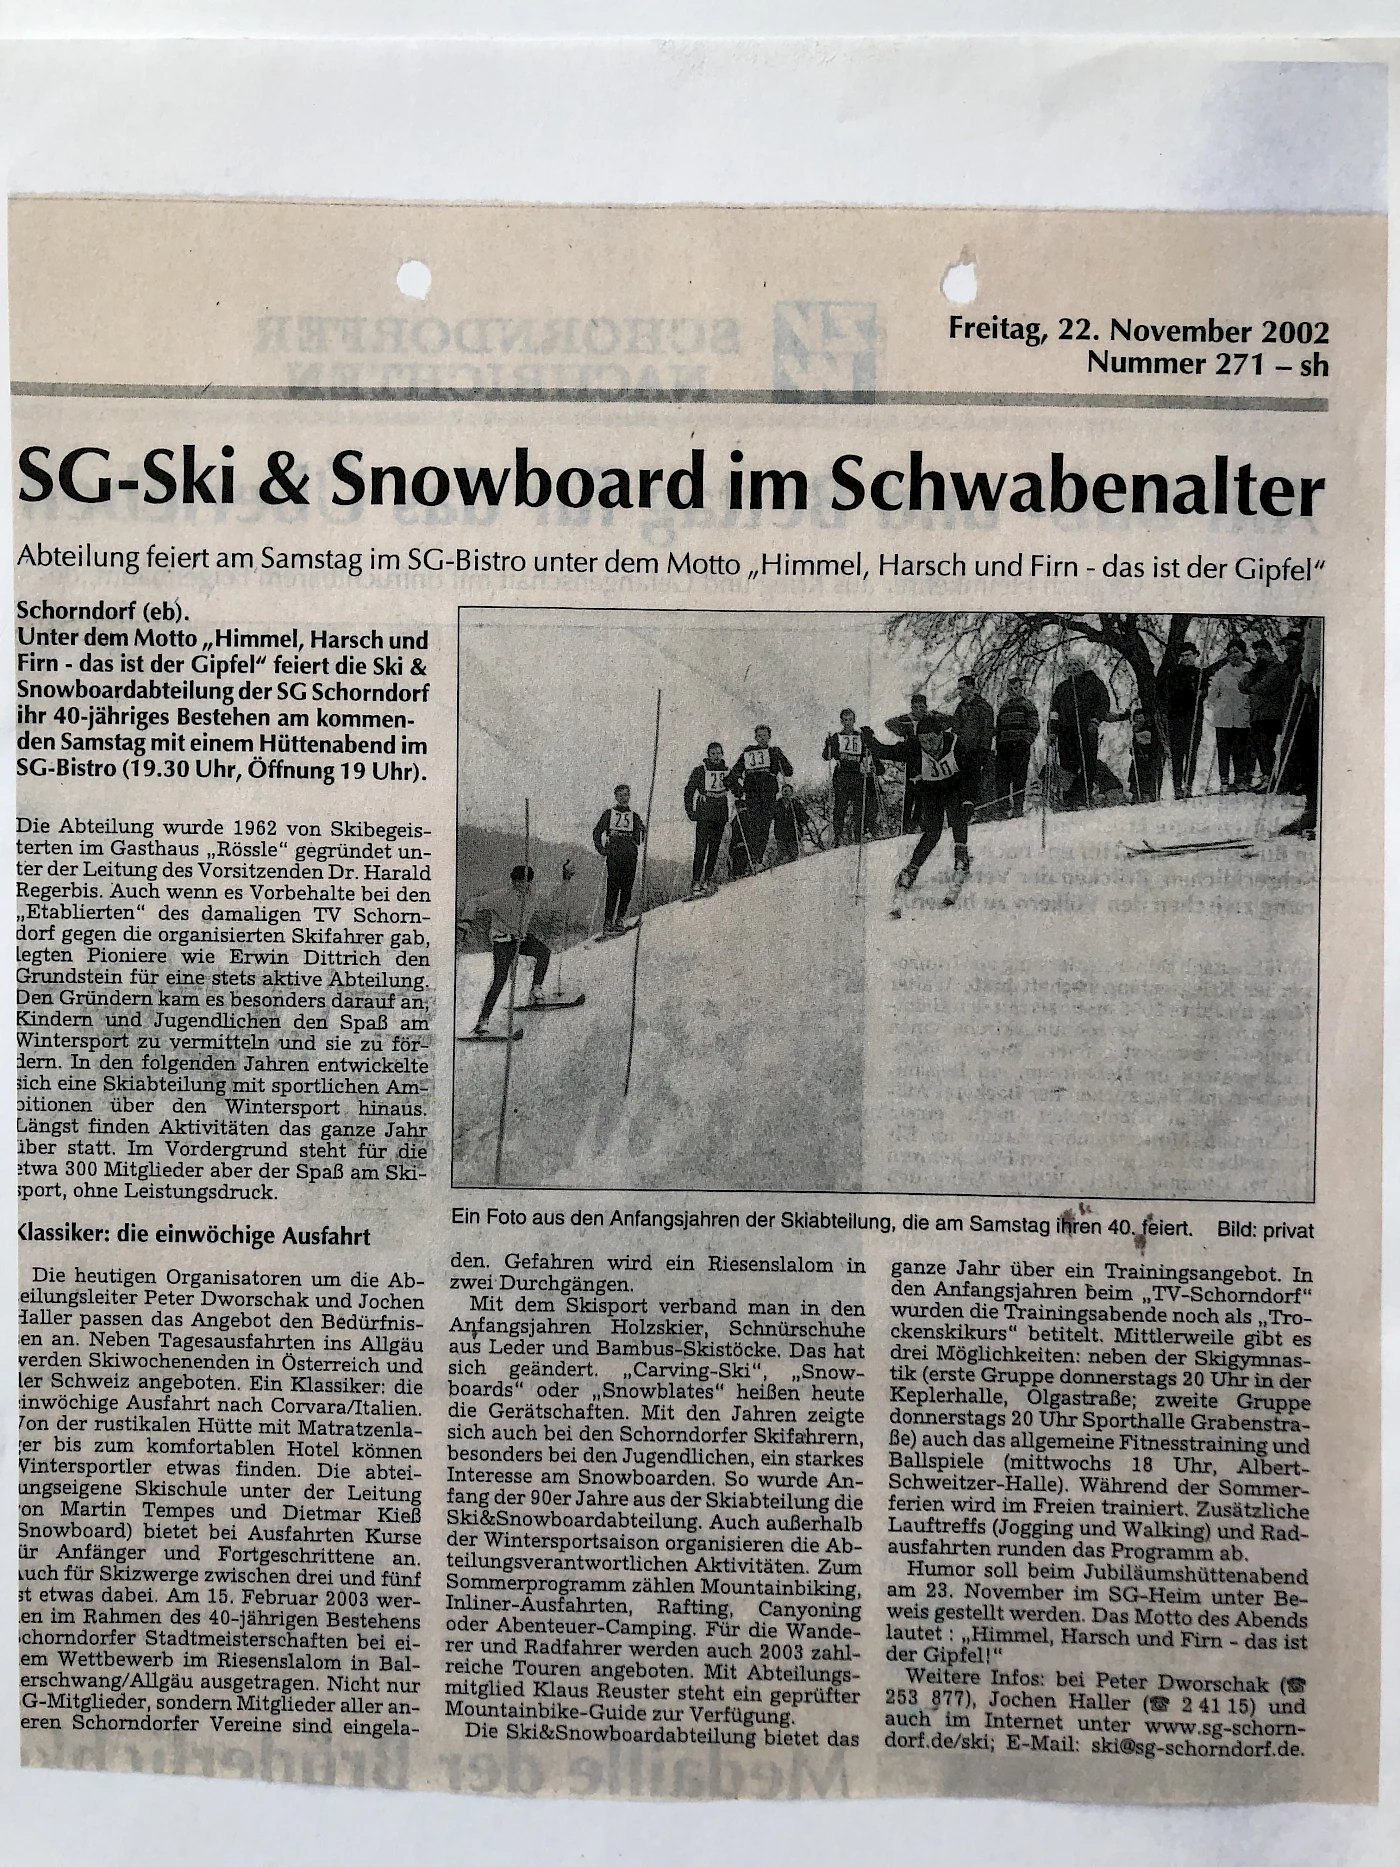 Freitag, 22. November 2002
Nummer 271 – sh
SG-Ski & Snowboard im Schwabenalter
Abteilung feiert am Samstag im SG-Bistro unter dem Motto „Himmel, Harsch und Firn - das ist der Gipfel“
Schorndorf (eb).
Unter dem Motto „Himmel, Harsch und
Firn - das ist der Gipfel“ feiert die Ski &
Snowboardabteilung der SG Schorndorf
ihr 40-jähriges Bestehen am kommen-
den Samstag mit einem Hüttenabend im
SG-Bistro (19.30 Uhr, Öffnung 19 Uhr).
Die Abteilung wurde 1962 von Skibegeis-
terten im Gasthaus „Rössle“ gegründet un-
ter der Leitung des Vorsitzenden Dr. Harald
Regerbis. Auch wenn es Vorbehalte bei den
„Etablierten“ des damaligen TV Schorn-
dorf gegen die organisierten Skifahrer gab,
legten Pioniere wie Erwin Dittrich den
Grundstein für eine stets aktive Abteilung.
Den Gründern kam es besonders darauf an,
Kindern und Jugendlichen den Spaß am
Wintersport zu vermitteln und sie zu för-
dern. In den folgenden Jahren entwickelte
sich eine Skiabteilung mit sportlichen Am-
bitionen über den Wintersport hinaus.
Längst finden Aktivitäten das ganze Jahr
über statt. Im Vordergrund steht für die
etwa 300 Mitglieder aber der Spaß am Ski-
sport, ohne Leistungsdruck.
Klassiker: die einwöchige Ausfahrt
Die heutigen Organisatoren um die Ab-
eilungsleiter Peter Dworschak und Jochen
Haller passen das Angebot den Bedürfnis-
en an. Neben Tagesausfahrten ins Allgäu
werden Skiwochenenden in Österreich und
der Schweiz angeboten. Ein Klassiker: die
einwöchige Ausfahrt nach Corvara/Italien.
Von der rustikalen Hütte mit Matratzenla-
ger bis zum komfortablen Hotel können
Wintersportler etwas finden. Die abtei-
ungseigene Skischule unter der Leitung
von Martin Tempes und Dietmar Kieß
Snowboard) bietet bei Ausfahrten Kurse
für Anfänger und Fortgeschrittene an.
Auch für Skizwerge zwischen drei und fünf
st etwas dabei. Am 15. Februar 2003 wer-
en im Rahmen des 40-jährigen Bestehens
chorndorfer Stadtmeisterschaften bei ei-
em Wettbewerb im Riesenslalom in Bal-
erschwang/Allgäu ausgetragen. Nicht nur
G-Mitglieder, sondern Mitglieder aller an-
eren Schorndorfer Vereine sind eingela-
25
33
26
Ein Foto aus den Anfangsjahren der Skiabteilung, die am Samstag ihren 40. feiert. Bild: privat
den. Gefahren wird ein Riesenslalom in
zwei Durchgängen.
Mit dem Skisport verband man in den
Anfangsjahren Holzskier, Schnürschuhe
aus Leder und Bambus-Skistöcke. Das hat
sich geändert. „Carving-Ski“, „Snow-
boards“ oder „Snowblates“ heißen heute
die Gerätschaften. Mit den Jahren zeigte
sich auch bei den Schorndorfer Skifahrern,
besonders bei den Jugendlichen, ein starkes
Interesse am Snowboarden. So wurde An-
fang der 90er Jahre aus der Skiabteilung die
Ski&Snowboardabteilung. Auch außerhalb
der Wintersportsaison organisieren die Ab-
teilungsverantwortlichen Aktivitäten. Zum
Sommerprogramm zählen Mountainbiking,
Inliner-Ausfahrten, Rafting, Canyoning
oder Abenteuer-Camping. Für die Wande-
rer und Radfahrer werden auch 2003 zahl-
reiche Touren angeboten. Mit Abteilungs-
mitglied Klaus Reuster steht ein geprüfter
Mountainbike-Guide zur Verfügung.
Die Ski&Snowboardabteilung bietet das
ganze Jahr über ein Trainingsangebot. In
den Anfangsjahren beim „TV-Schorndorf“
wurden die Trainingsabende noch als „Tro-
ckenskikurs“ betitelt. Mittlerweile gibt es
drei Möglichkeiten: neben der Skigymnas-
tik (erste Gruppe donnerstags 20 Uhr in der
Keplerhalle, Olgastraße; zweite Gruppe
donnerstags 20 Uhr Sporthalle Grabenstra-
ße) auch das allgemeine Fitnesstraining und
Ballspiele (mittwochs 18 Uhr, Albert-
Schweitzer-Halle). Während der Sommer-
ferien wird im Freien trainiert. Zusätzliche
Lauftreffs (Jogging und Walking) und Rad-
ausfahrten runden das Programm ab.
Humor soll beim Jubiläumshüttenabend
am 23. November im SG-Heim unter Be-
weis gestellt werden. Das Motto des Abends
lautet : „Himmel, Harsch und Firn - das ist
der Gipfel!“
Weitere Infos: bei Peter Dworschak (☎
253 877), Jochen Haller (☎ 2 41 15) und
auch im Internet unter www.sg-schorn-
dorf.de/ski; E-Mail: ski@sg-schorndorf.de.